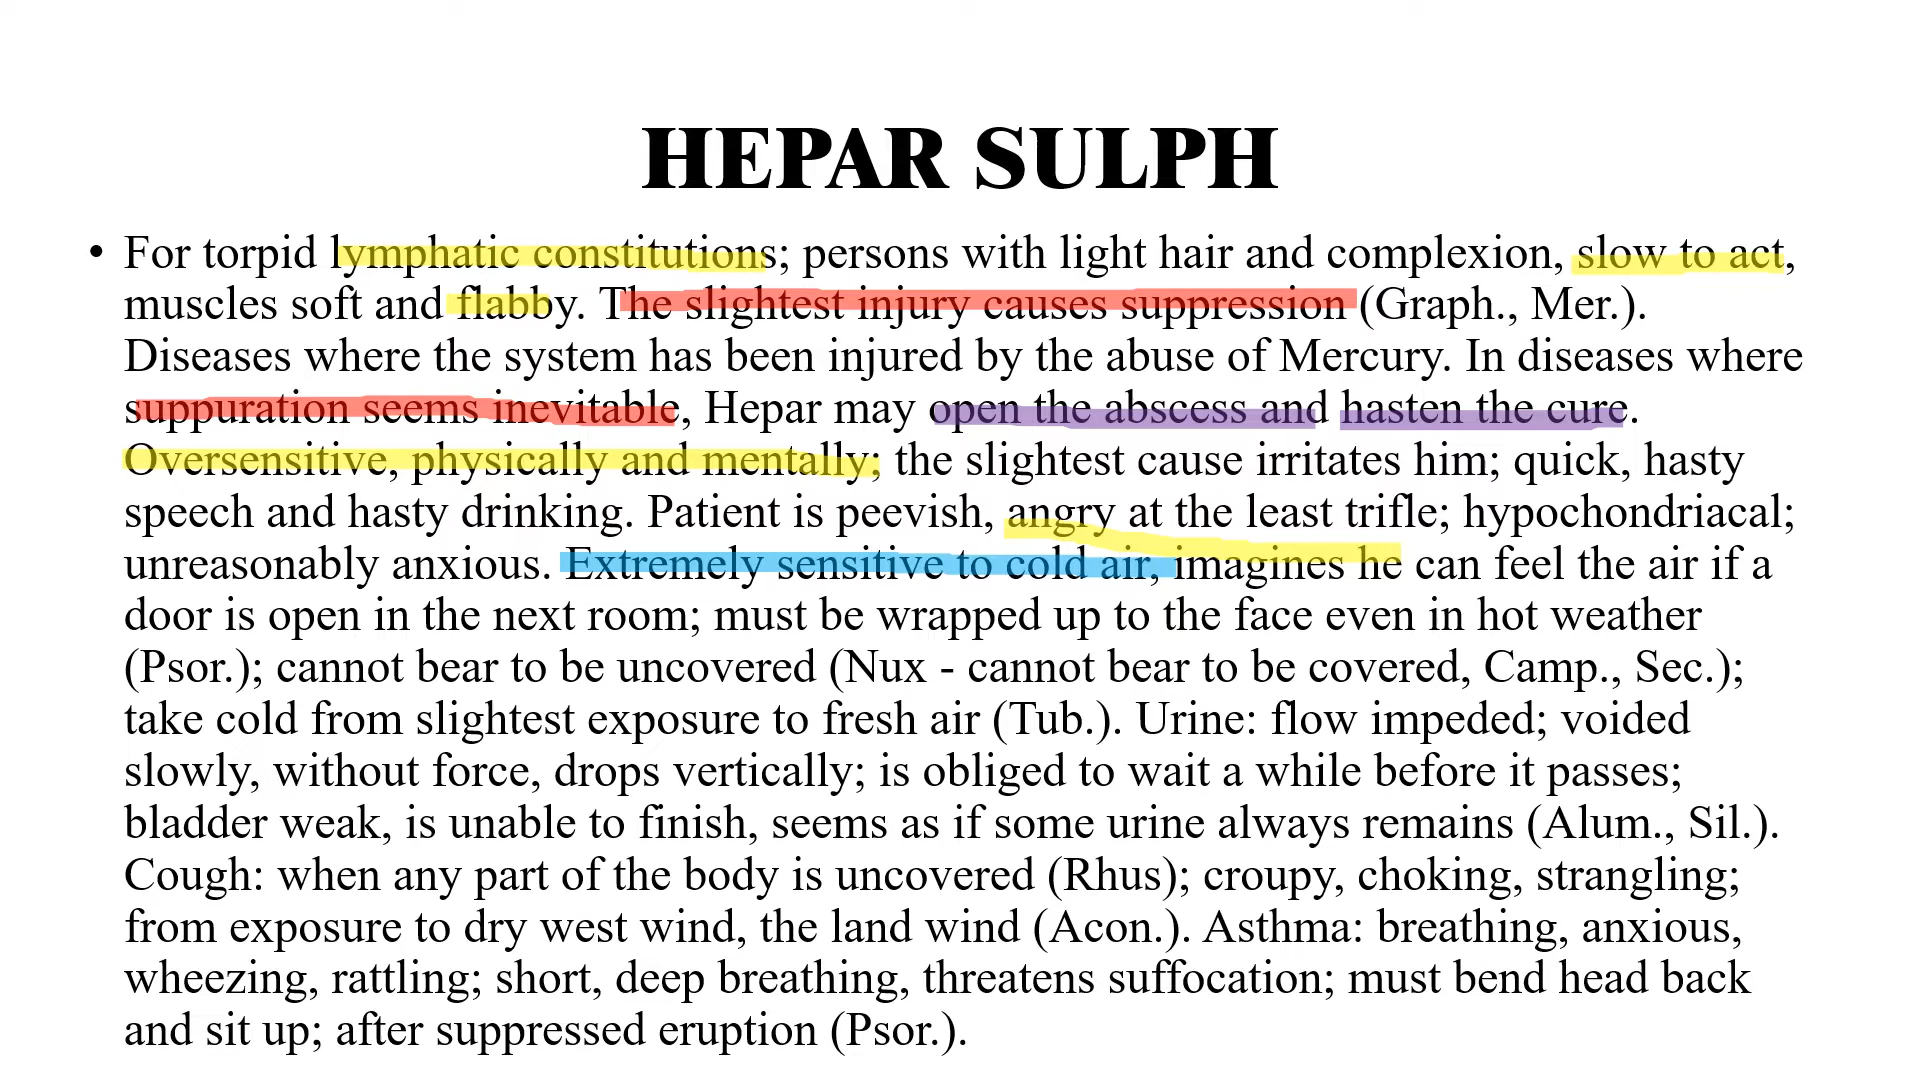 HEPAR SULPH
• For torpid lymphatic constitutions; persons with light hair and complexion, slow to act,
muscles soft and flabby. The slightest injury causes suppression (Graph., Mer.).
Diseases where the system has been injured by the abuse of Mercury. In diseases where
suppuration seems inevitable, Hepar may open the abscess and hasten the cure.
Oversensitive, physically and mentally; the slightest cause irritates him; quick, hasty
speech and hasty drinking. Patient is peevish, angry at the least trifle; hypochondriacal;
unreasonably anxious. Extremely sensitive to cold air, imagines he can feel the air if a
door is open in the next room; must be wrapped up to the face even in hot weather
(Psor.); cannot bear to be uncovered (Nux - cannot bear to be covered, Camp., Sec.);
take cold from slightest exposure to fresh air (Tub.). Urine: flow impeded; voided
slowly, without force, drops vertically; is obliged to wait a while before it passes;
bladder weak, is unable to finish, seems as if some urine always remains (Alum., Sil.).
Cough: when any part of the body is uncovered (Rhus); croupy, choking, strangling;
from exposure to dry west wind, the land wind (Acon.). Asthma: breathing, anxious,
wheezing, rattling; short, deep breathing, threatens suffocation; must bend head back
and sit up; after suppressed eruption (Psor.).